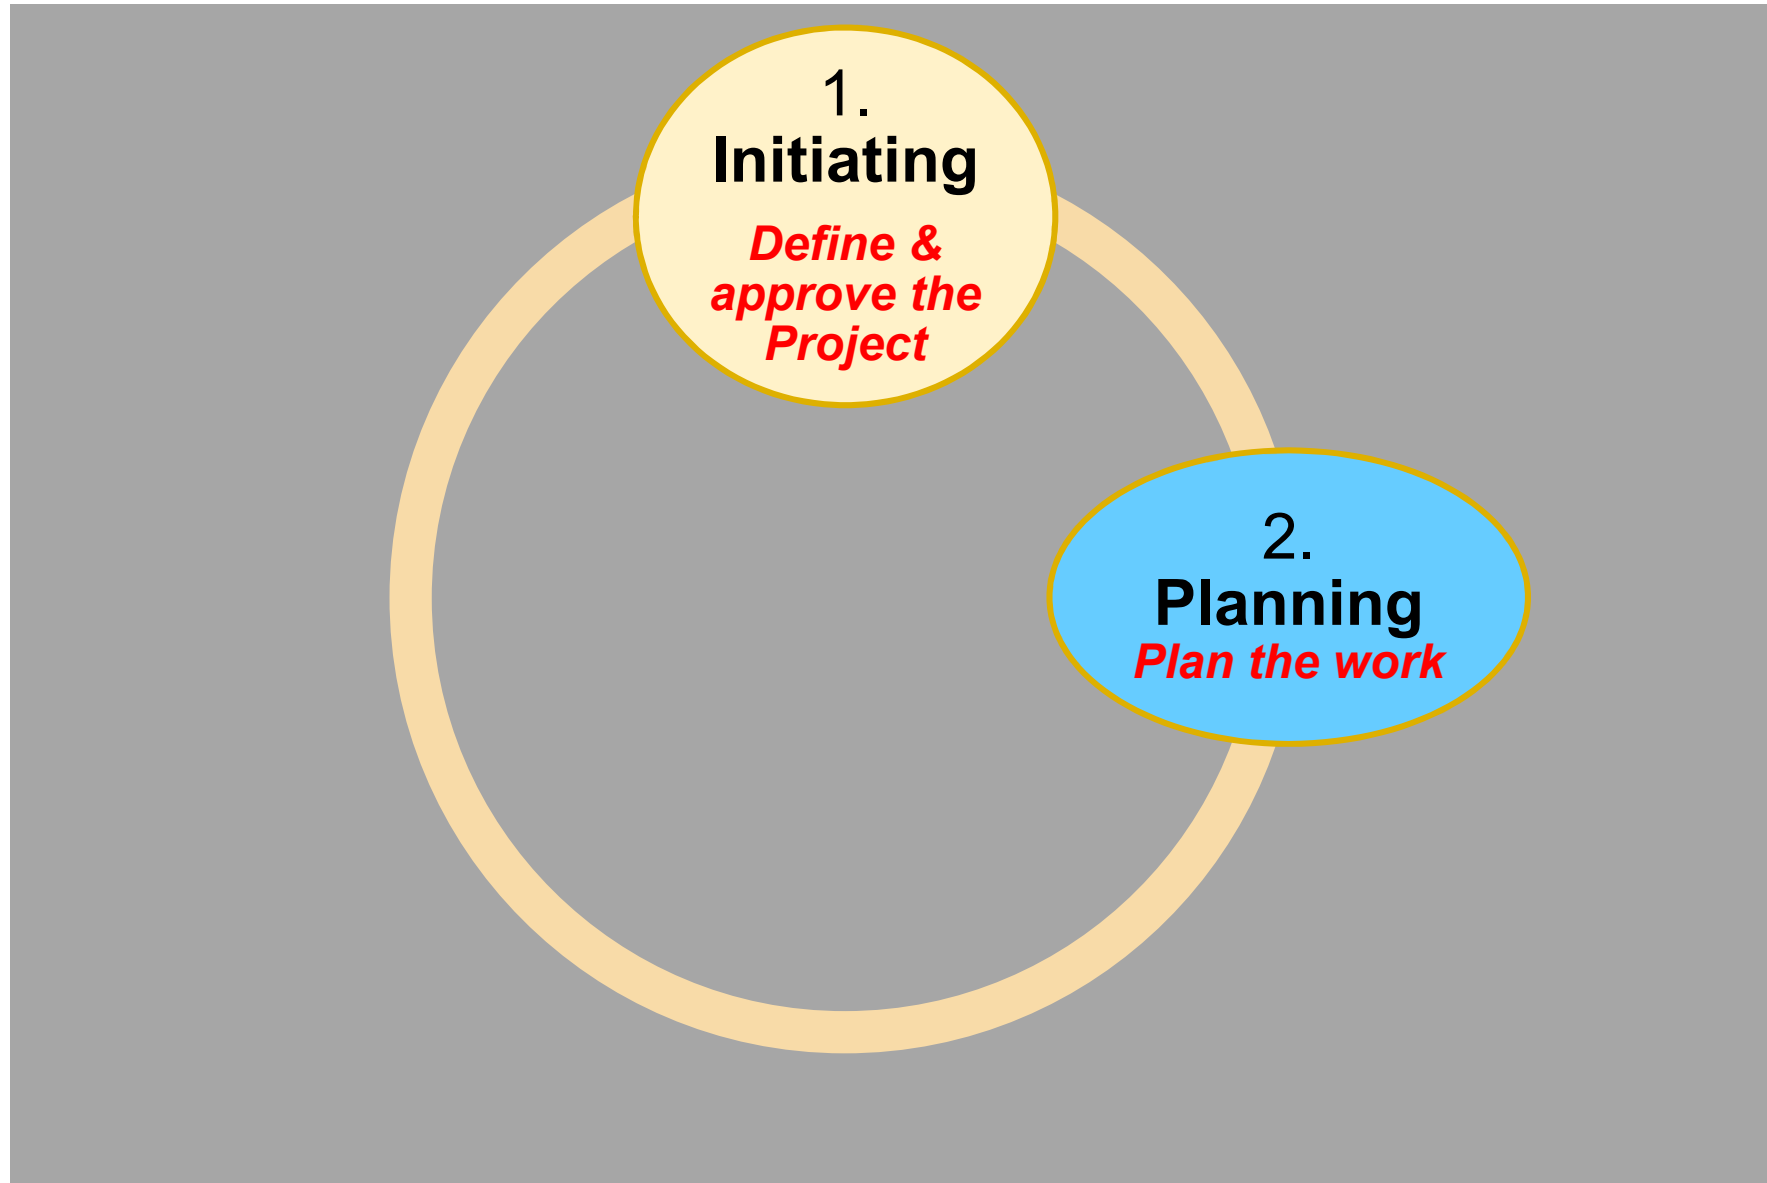 1.
Initiating
Define &
approve the
Project
2.
Planning
Plan the work